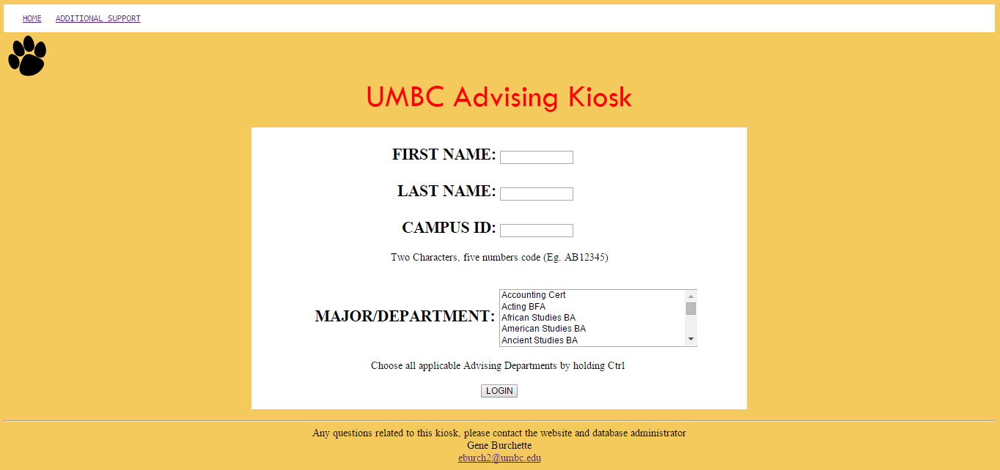 HOME ADDITIONAL SUPPORT
UMBC Advising Kiosk
FIRST NAME:
LAST NAME:
CAMPUS ID:
Two Characters, five numbers code (Eg. AB12345)
Accounting Cert
Acting BFA
African Studies BA
MAJOR/DEPARTMENT:
American Studies BA
Ancient Studies BA
Choose all applicable Advising Departments by holding Ctrl
LOGIN
Any questions related to this kiosk, please contact the website and database administrator
Gene Burchette
eburch2@umbc.edu